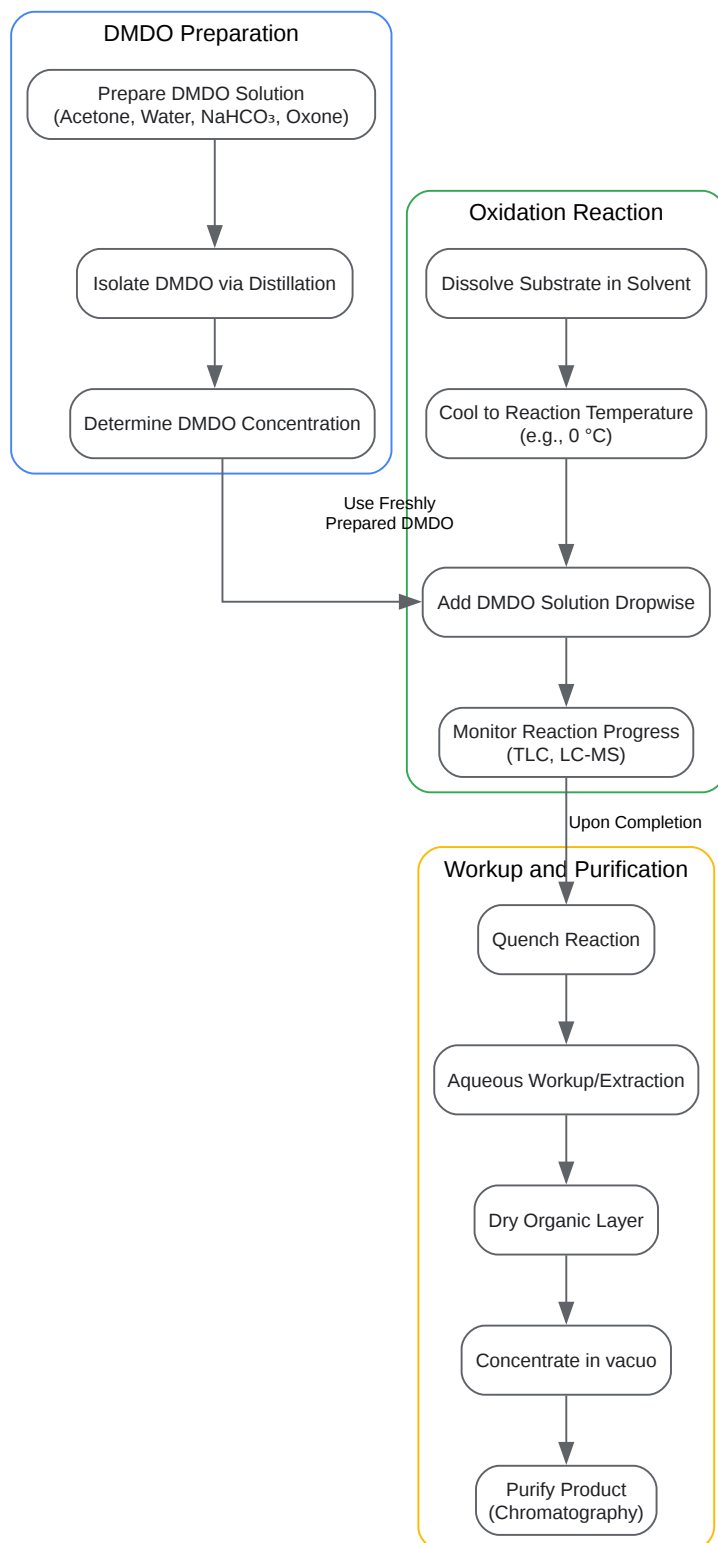 DMDO Preparation
Prepare DMDO Solution
(Acetone, Water, NaHCO₃, Oxone)
Isolate DMDO via Distillation
Determine DMDO Concentration
Use Freshly
Prepared DMDO
Oxidation Reaction
Dissolve Substrate in Solvent
Cool to Reaction Temperature
(e.g., 0 °C)
Add DMDO Solution Dropwise
Monitor Reaction Progress
(TLC, LC-MS)
Upon Completion
Workup and Purification
Quench Reaction
Aqueous Workup/Extraction
Dry Organic Layer
Concentrate in vacuo
Purify Product
(Chromatography)